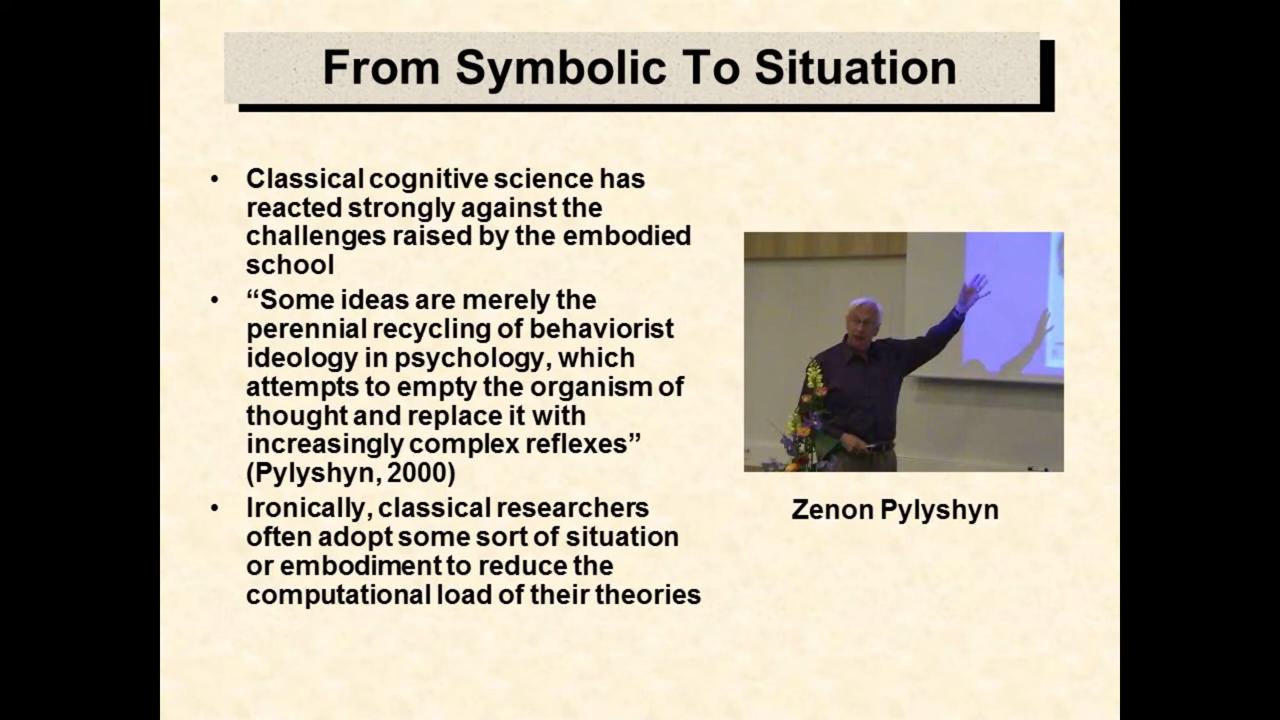 From Symbolic To Situation
• Classical cognitive science has
reacted strongly against the
challenges raised by the embodied
school
• “Some ideas are merely the
perennial recycling of behaviorist
ideology in psychology, which
attempts to empty the organism of
thought and replace it with
increasingly complex reflexes”
(Pylyshyn, 2000)
• Ironically, classical researchers
often adopt some sort of situation
or embodiment to reduce the
computational load of their theories
Zenon Pylyshyn